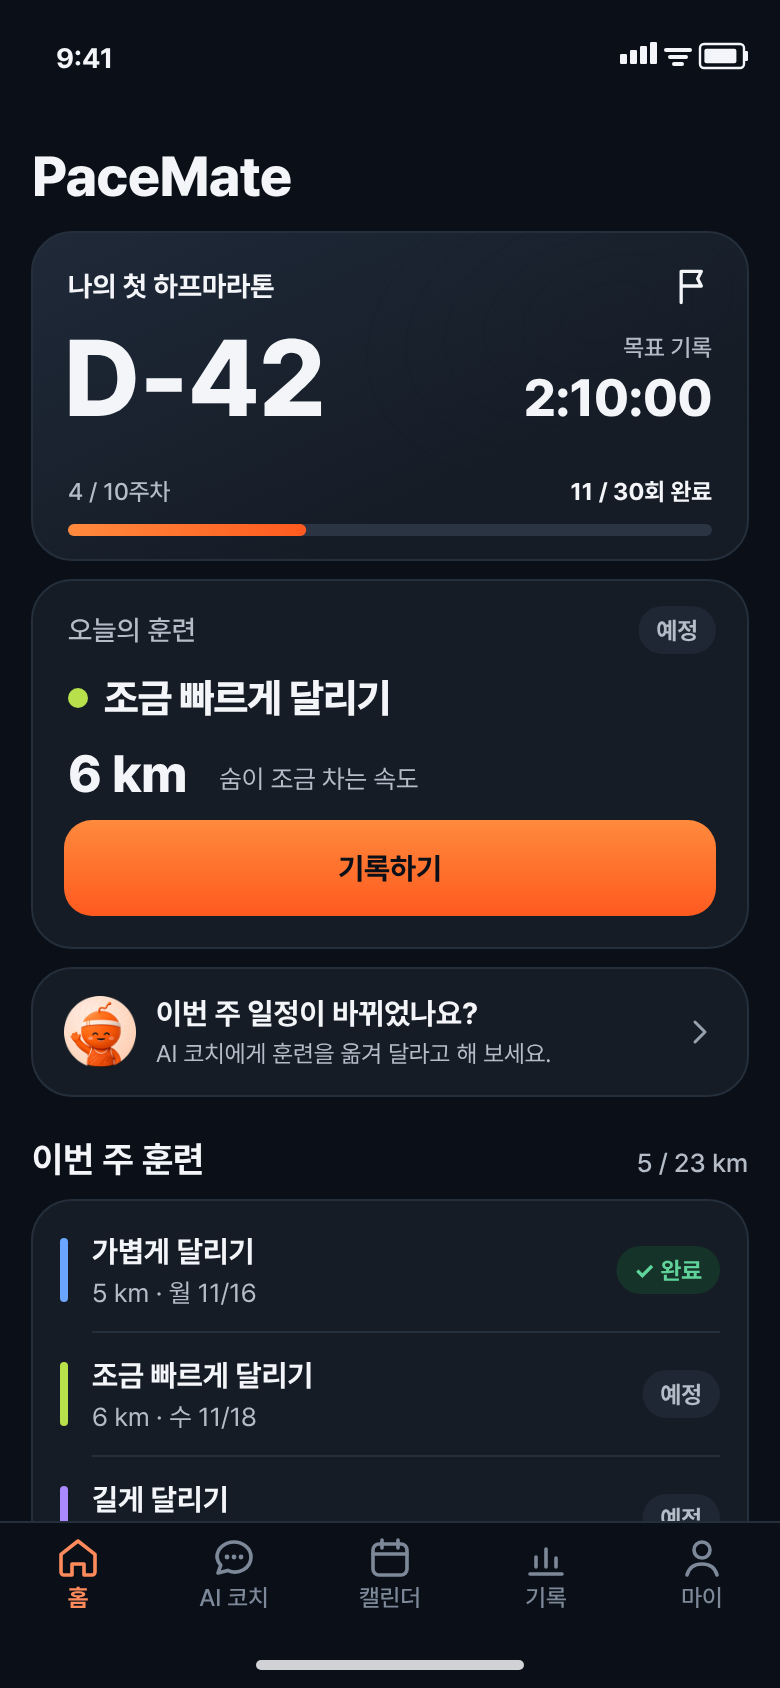 9:41
PaceMate
나의 첫 하프마라톤
D-42
목표 기록
2:10:00
4 / 10주차
11 / 30회 완료
오늘의 훈련
예정
조금 빠르게 달리기
6 km
숨이 조금 차는 속도
기록하기
이번 주 일정이 바뀌었나요?
AI 코치에게 훈련을 옮겨 달라고 해 보세요.
이번 주 훈련
5 / 23 km
가볍게 달리기
5 km · 월 11/16
✓ 완료
조금 빠르게 달리기
6 km · 수 11/18
예정
길게 달리기
예정
홈
AI 코치
캘린더
기록
마이